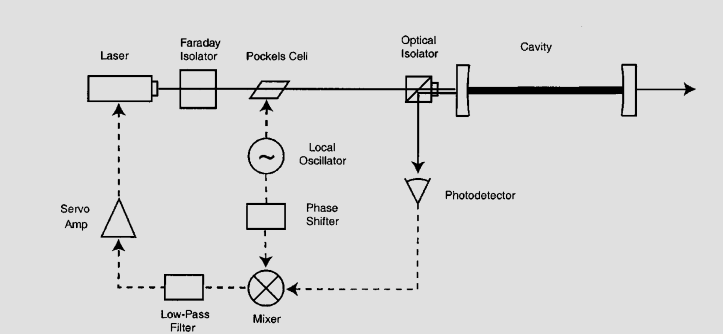 Laser
Faraday
Isolator
Pockels Cell
Optical
Isolator
Cavity
Local
Oscillator
Photodetector
Phase
Shifter
Servo
Amp
Low-Pass
Filter
Mixer